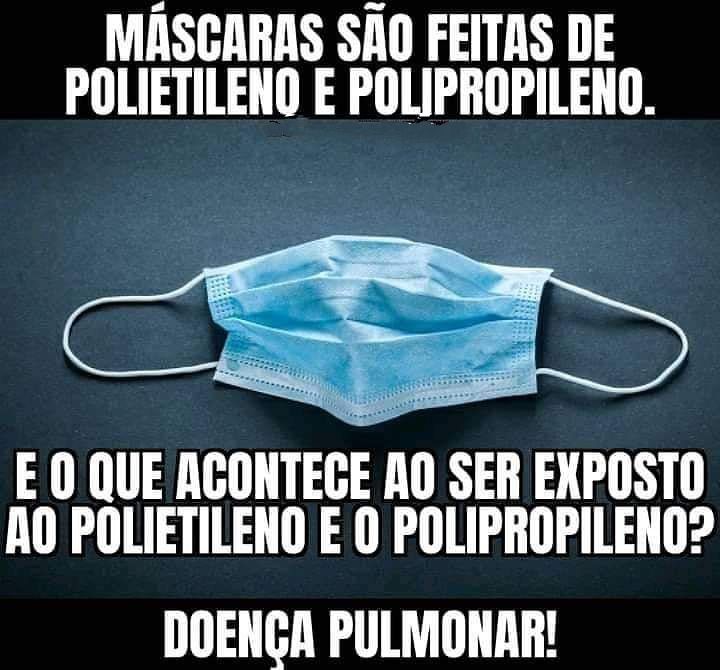 MÁSCARAS SÃO FEITAS DE
POLIETILENO E POLIPROPILENO.
E O QUE ACONTECE AO SER EXPOSTO
AO POLIETILENO E O POLIPROPILENO?
DOENÇA PULMONAR!